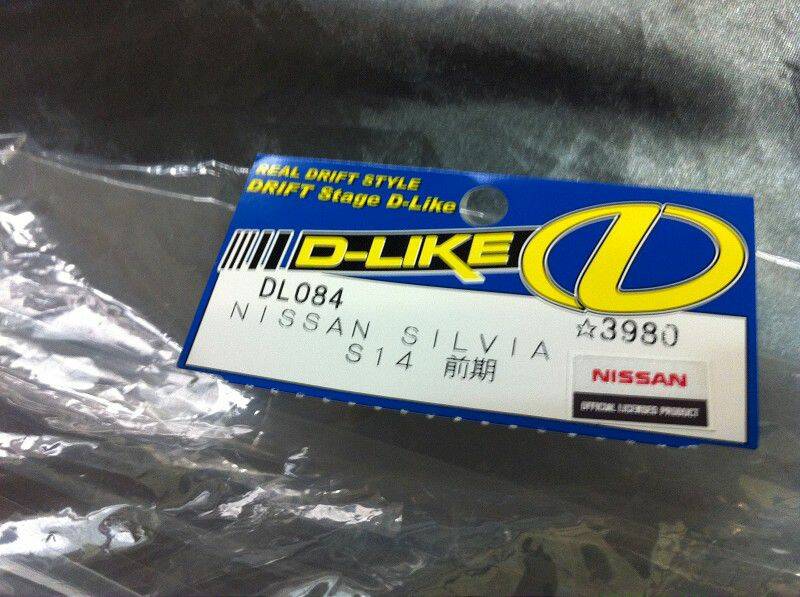 REAL DRIFT STYLE
DRIFT Stage D-Like
D-LIKE
DL084
☆3980
NISSAN SILVIA
S14 前期
NISSAN
OFFICIAL LICENSED PRODUCT